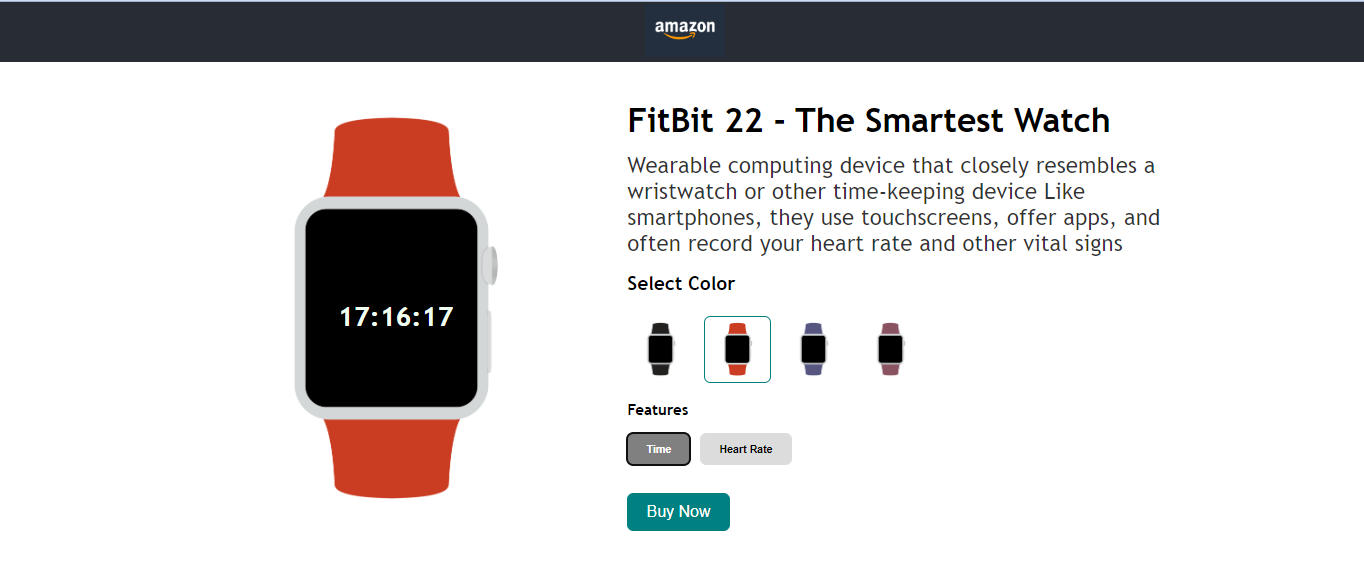 amazon
FitBit 22 - The Smartest Watch
Wearable computing device that closely resembles a
wristwatch or other time-keeping device Like
smartphones, they use touchscreens, offer apps, and
often record your heart rate and other vital signs
17:16:17
Select Color
Features
Time
Heart Rate
Buy Now